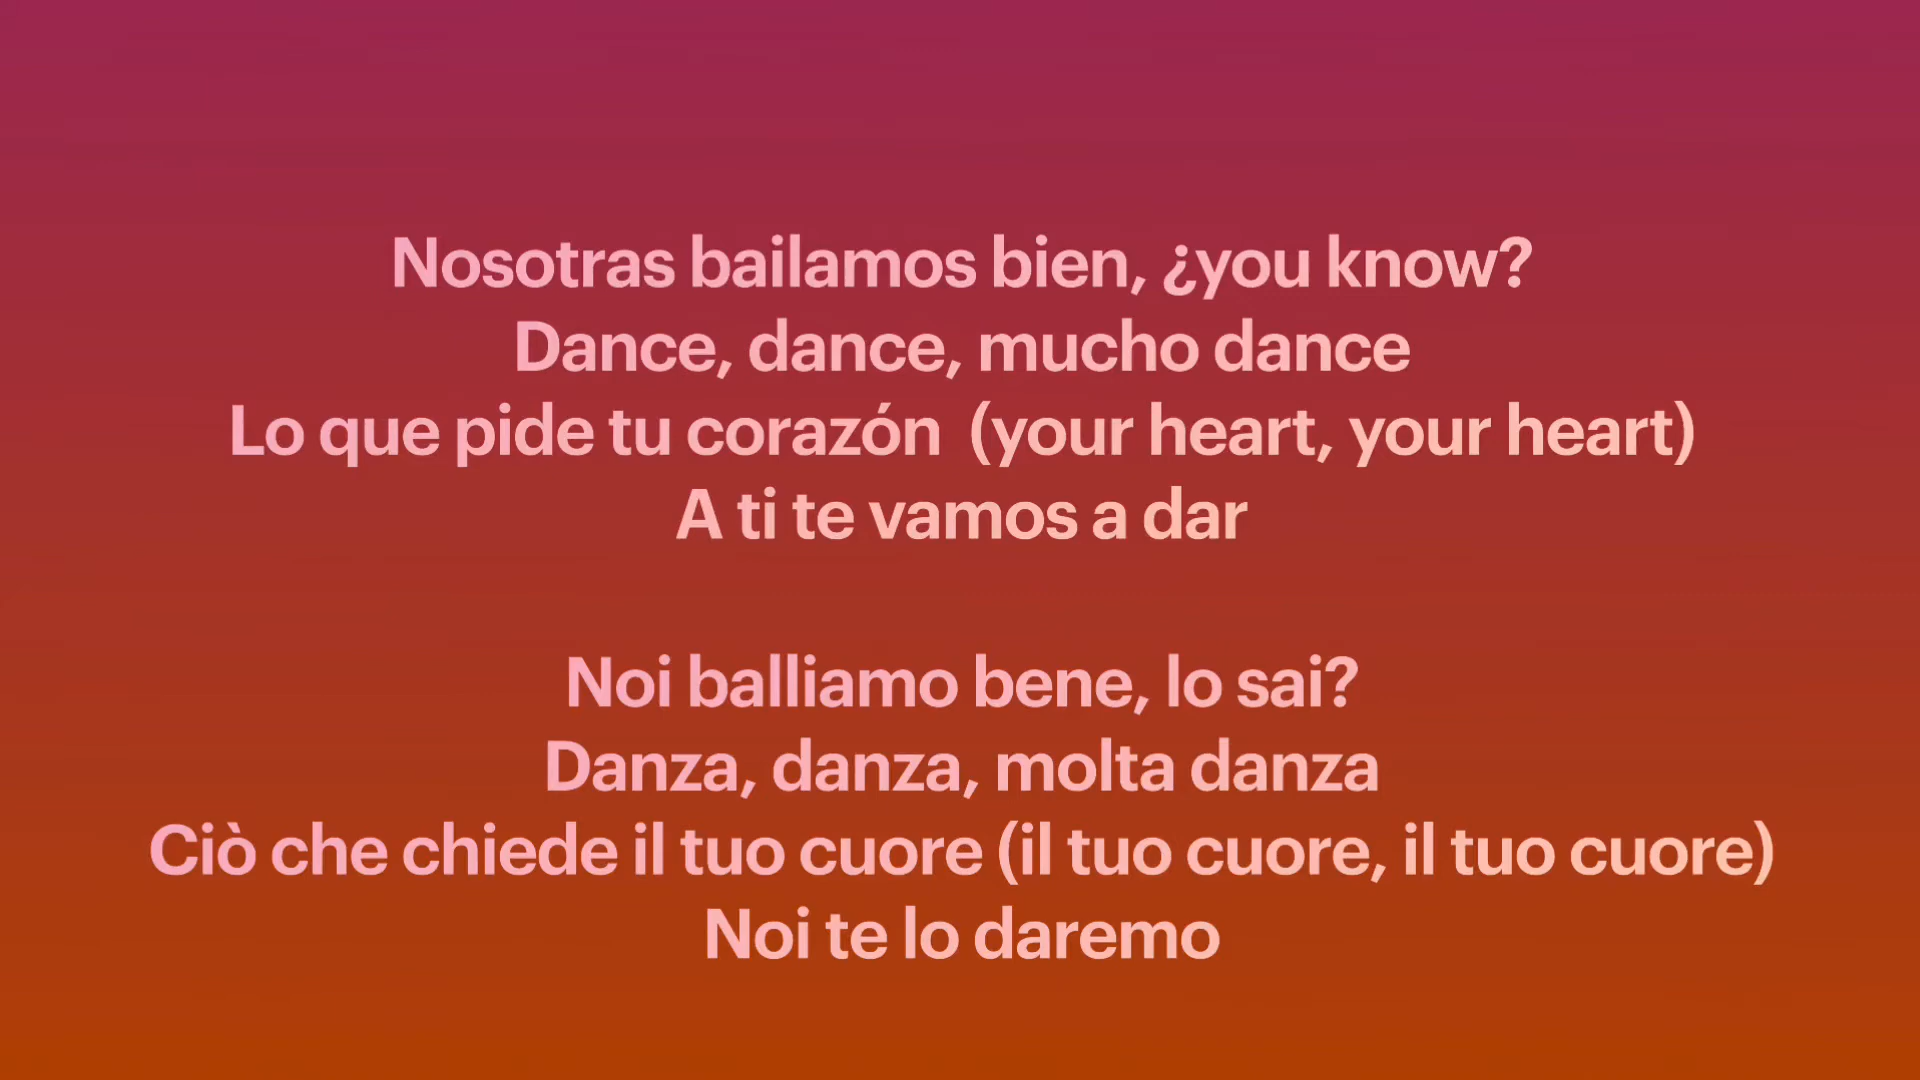 Nosotras bailamos bien, ¿you know?
Dance, dance, mucho dance
Lo que pide tu corazón (your heart, your heart)
A ti te vamos a dar
Noi balliamo bene, lo sai?
Danza, danza, molta danza
Ciò che chiede il tuo cuore (il tuo cuore, il tuo cuore)
Noi te lo daremo